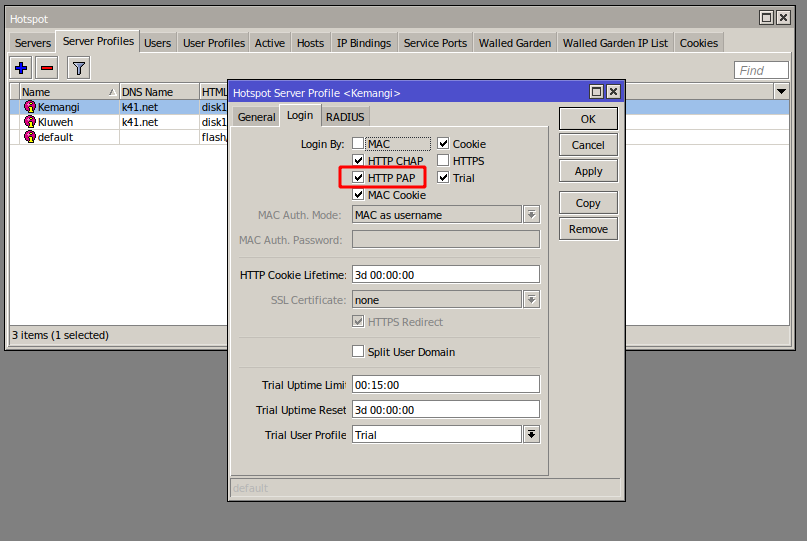 Hotspot
Servers Server Profiles Users User Profiles Active Hosts IP Bindings Service Ports Walled Garden Walled Garden IP List Cookies
Find
Name DNS Name HTML
Kemangi k41.net disk1
Kluweh k41.net disk1
default flash/
3 items (1 selected)
Hotspot Server Profile <Kemangi>
General Login RADIUS
Login By: MAC Cookie
HTTP CHAP HTTPS
HTTP PAP Trial
MAC Cookie
MAC Auth. Mode: MAC as username
MAC Auth. Password:
HTTP Cookie Lifetime: 3d 00:00:00
SSL Certificate: none
HTTPS Redirect
Split User Domain
Trial Uptime Limit 00:15:00
Trial Uptime Reset 3d 00:00:00
Trial User Profile Trial
OK
Cancel
Apply
Copy
Remove
default